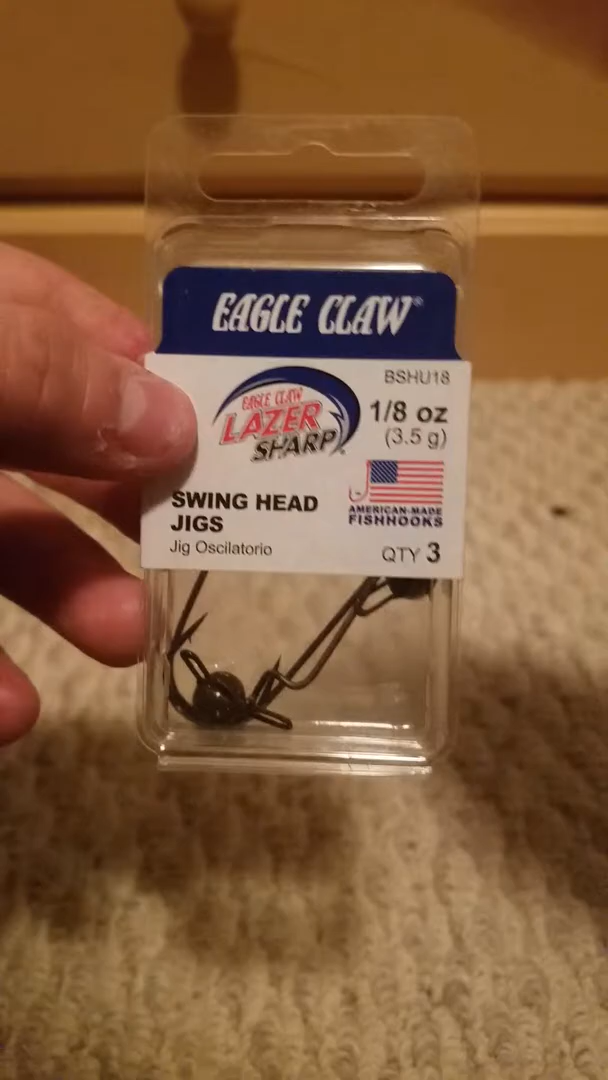 EAGLE CLAW®
BSHU18
EAGLE CLAW
LAZER
SHARP®
1/8 oz
(3.5 g)
SWING HEAD
JIGS
Jig Oscilatorio
AMERICAN-MADE
FISHHOOKS
QTY 3